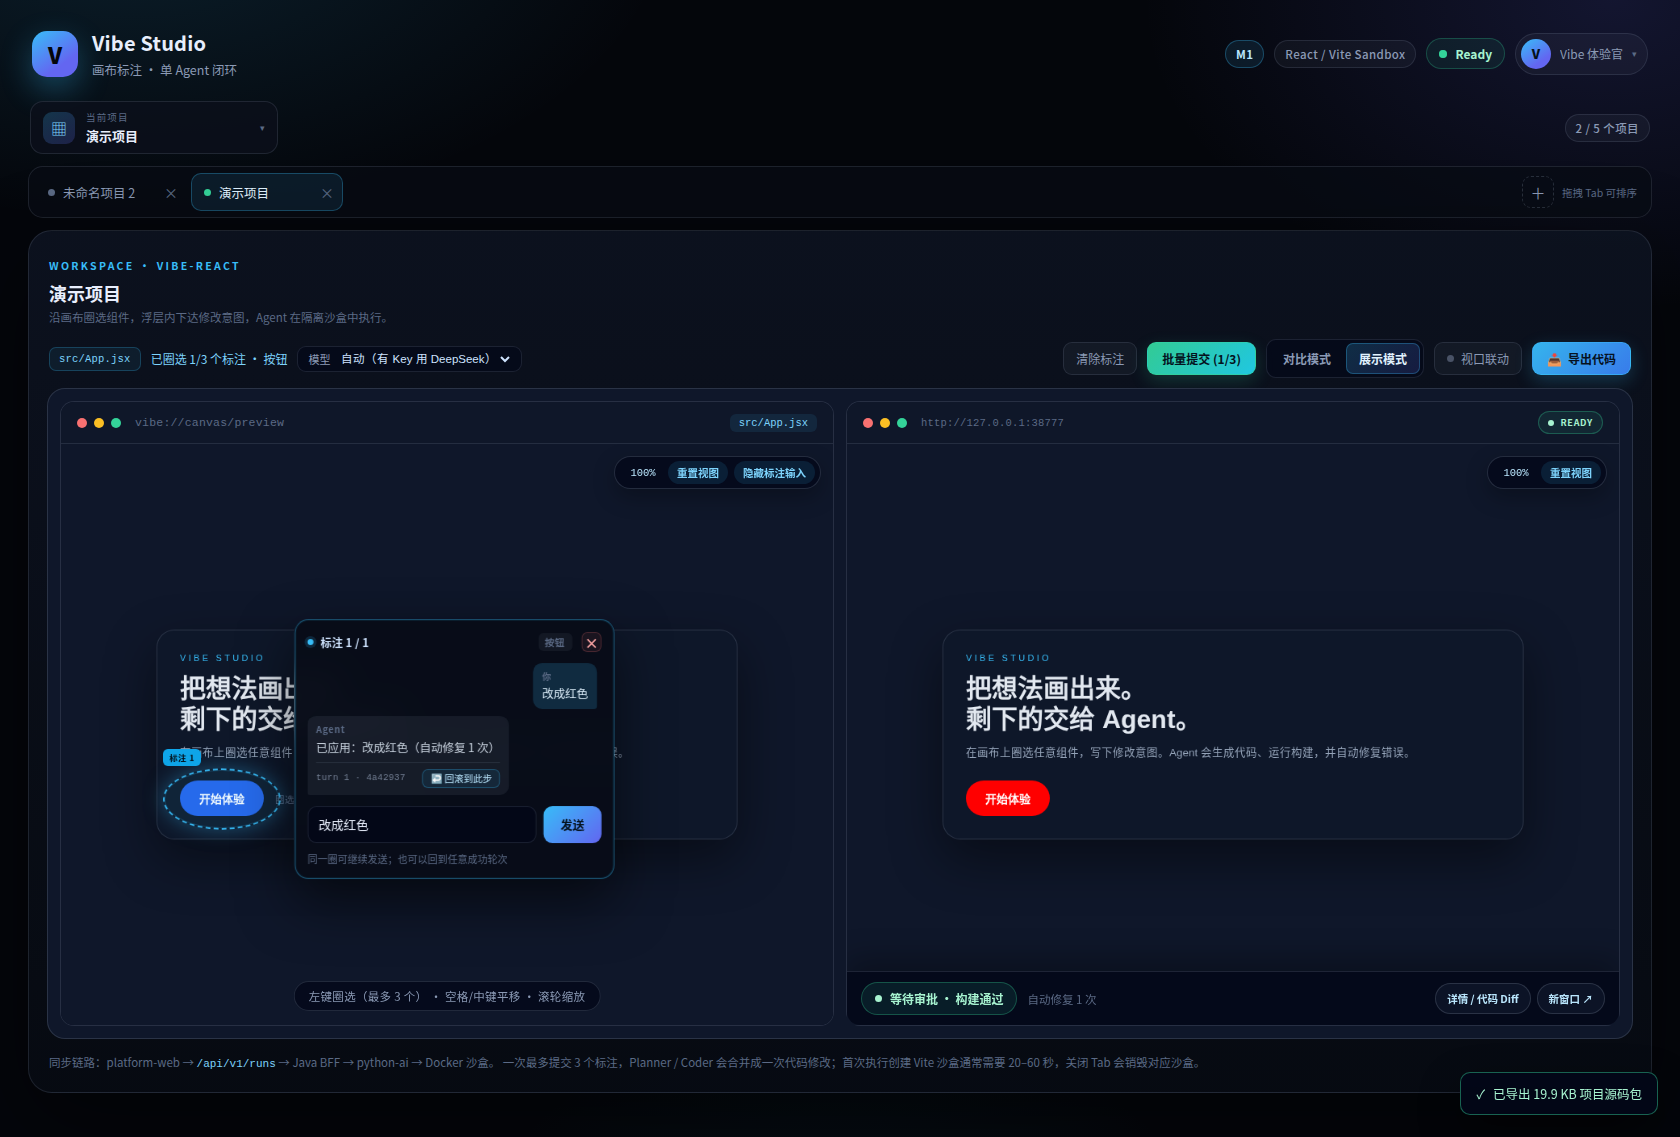 V
Vibe Studio
画布标注 · 单 Agent 闭环
M1
React / Vite Sandbox
Ready
V
Vibe 体验官
当前项目
演示项目
2 / 5 个项目
未命名项目 2
演示项目
拖拽 Tab 可排序
WORKSPACE · VIBE-REACT
演示项目
沿画布圈选组件，浮层内下达修改意图，Agent 在隔离沙盒中执行。
src/App.jsx
已圈选 1/3 个标注 · 按钮
模型
自动（有 Key 用 DeepSeek）
清除标注
批量提交 (1/3)
对比模式
展示模式
视口联动
导出代码
vibe://canvas/preview
src/App.jsx
100%
重置视图
隐藏标注输入
VIBE STUDIO
把想法画出
剩下的交给
在画布上圈选任意组件
标注 1
开始体验
圈选
误。
标注 1 / 1
按钮
你
改成红色
Agent
已应用：改成红色（自动修复 1 次）
turn 1 · 4a42937
回滚到此步
改成红色
发送
同一圈可继续发送；也可以回到任意成功轮次
左键圈选（最多 3 个） · 空格/中键平移 · 滚轮缩放
http://127.0.0.1:38777
READY
100%
重置视图
VIBE STUDIO
把想法画出来。
剩下的交给 Agent。
在画布上圈选任意组件，写下修改意图。Agent 会生成代码、运行构建，并自动修复错误。
开始体验
等待审批 · 构建通过
自动修复 1 次
详情 / 代码 Diff
新窗口 ↗
同步链路：platform-web → /api/v1/runs → Java BFF → python-ai → Docker 沙盒。 一次最多提交 3 个标注，Planner / Coder 会合并成一次代码修改；首次执行创建 Vite 沙盒通常需要 20–60 秒，关闭 Tab 会销毁对应沙盒。
✓ 已导出 19.9 KB 项目源码包